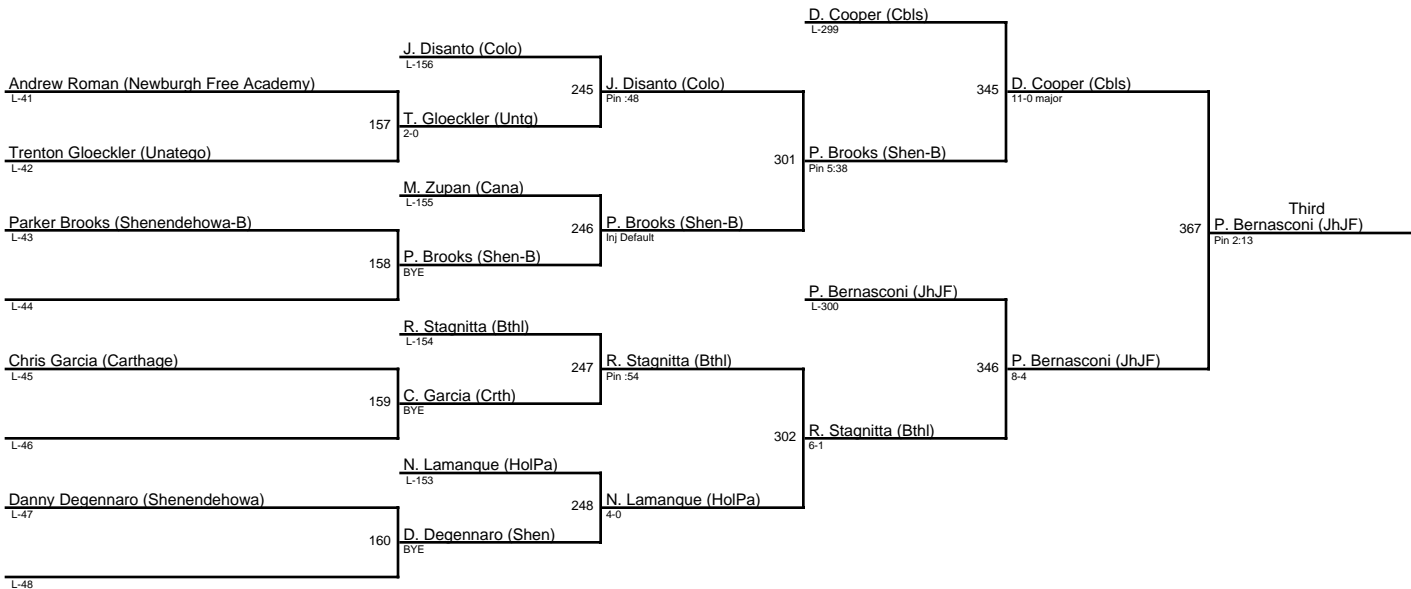 D. Cooper (Cbls)
L-299
J. Disanto (Colo)
L-156
Andrew Roman (Newburgh Free Academy)
L-41
245
J. Disanto (Colo)
Pin :48
345
D. Cooper (Cbls)
11-0 major
157
T. Gloeckler (Untg)
2-0
Trenton Gloeckler (Unatego)
L-42
301
P. Brooks (Shen-B)
Pin 5:38
M. Zupan (Cana)
L-155
Parker Brooks (Shenendehowa-B)
L-43
246
P. Brooks (Shen-B)
Inj Default
367
Third
P. Bernasconi (JhJF)
Pin 2:13
158
P. Brooks (Shen-B)
BYE
L-44
P. Bernasconi (JhJF)
L-300
R. Stagnitta (Bthl)
L-154
Chris Garcia (Carthage)
L-45
247
R. Stagnitta (Bthl)
Pin :54
346
P. Bernasconi (JhJF)
8-4
159
C. Garcia (Crth)
BYE
L-46
302
R. Stagnitta (Bthl)
6-1
N. Lamanque (HolPa)
L-153
Danny Degennaro (Shenendehowa)
L-47
248
N. Lamanque (HolPa)
4-0
160
D. Degennaro (Shen)
BYE
L-48